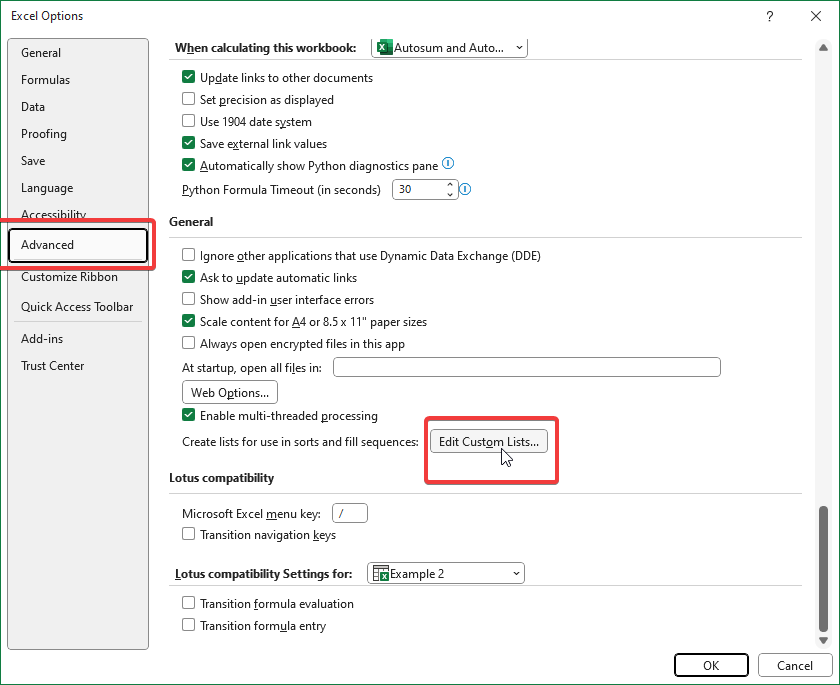 Excel Options
General
Formulas
Data
Proofing
Save
Language
Accessibility
Advanced
Customize Ribbon
Quick Access Toolbar
Add-ins
Trust Center
When calculating this workbook: Autosum and Auto...
Update links to other documents
Set precision as displayed
Use 1904 date system
Save external link values
Automatically show Python diagnostics pane
Python Formula Timeout (in seconds) 30
General
Ignore other applications that use Dynamic Data Exchange (DDE)
Ask to update automatic links
Show add-in user interface errors
Scale content for A4 or 8.5 x 11" paper sizes
Always open encrypted files in this app
At startup, open all files in:
Web Options...
Enable multi-threaded processing
Create lists for use in sorts and fill sequences: Edit Custom Lists...
Lotus compatibility
Microsoft Excel menu key: /
Transition navigation keys
Lotus compatibility Settings for: Example 2
Transition formula evaluation
Transition formula entry
OK Cancel